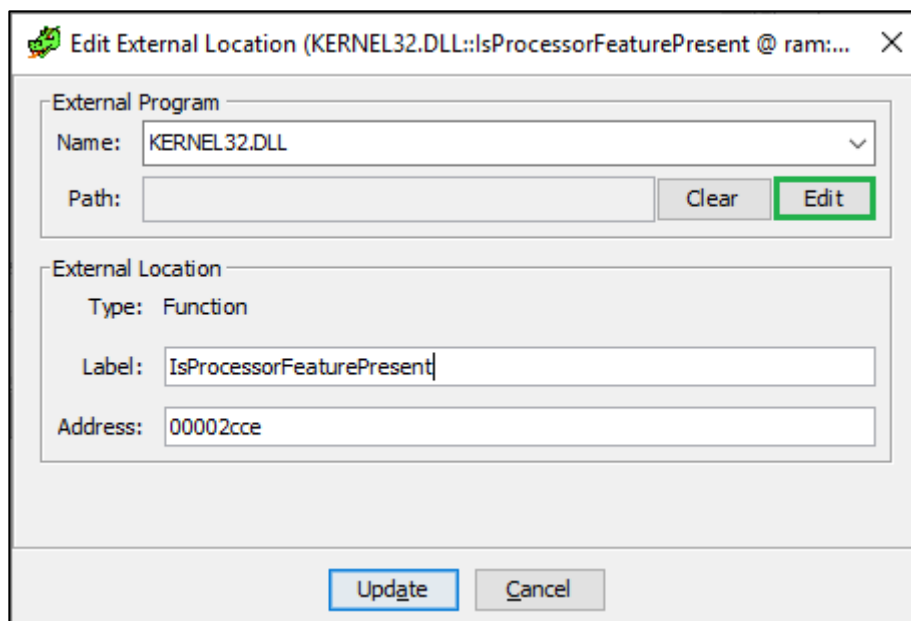 Edit External Location (KERNEL32.DLL::IsProcessorFeaturePresent @ ram:...
External Program
Name: KERNEL32.DLL
Path: Clear Edit
External Location
Type: Function
Label: IsProcessorFeaturePresent
Address: 00002cce
Update Cancel